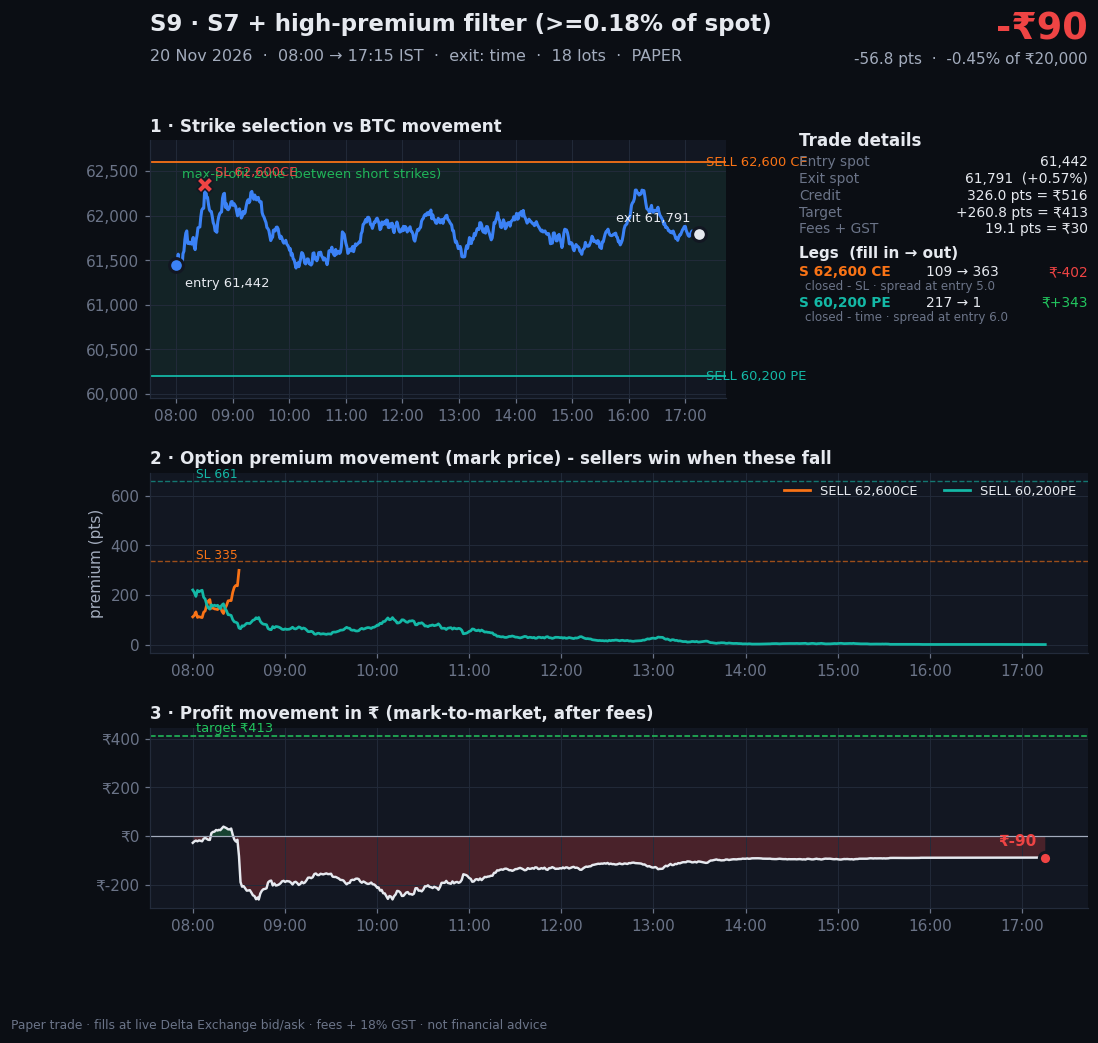 S9 · S7 + high-premium filter (>=0.18% of spot)
-₹90
20 Nov 2026 · 08:00 → 17:15 IST · exit: time · 18 lots · PAPER
-56.8 pts · -0.45% of ₹20,000
1 · Strike selection vs BTC movement
SELL 62,600 CE
SL 62,600CE
max-profit zone (between short strikes)
exit 61,791
entry 61,442
SELL 60,200 PE
62,500
62,000
61,500
61,000
60,500
60,000
08:00 09:00 10:00 11:00 12:00 13:00 14:00 15:00 16:00 17:00
Trade details
Entry spot 61,442
Exit spot 61,791 (+0.57%)
Credit 326.0 pts = ₹516
Target +260.8 pts = ₹413
Fees + GST 19.1 pts = ₹30
Legs (fill in → out)
S 62,600 CE 109 → 363 ₹-402
closed - SL · spread at entry 5.0
S 60,200 PE 217 → 1 ₹+343
closed - time · spread at entry 6.0
2 · Option premium movement (mark price) - sellers win when these fall
SL 661
SELL 62,600CE SELL 60,200PE
SL 335
premium (pts)
600
400
200
0
08:00 09:00 10:00 11:00 12:00 13:00 14:00 15:00 16:00 17:00
3 · Profit movement in ₹ (mark-to-market, after fees)
target ₹413
₹400
₹200
₹0
₹-200
₹-90
08:00 09:00 10:00 11:00 12:00 13:00 14:00 15:00 16:00 17:00
Paper trade · fills at live Delta Exchange bid/ask · fees + 18% GST · not financial advice